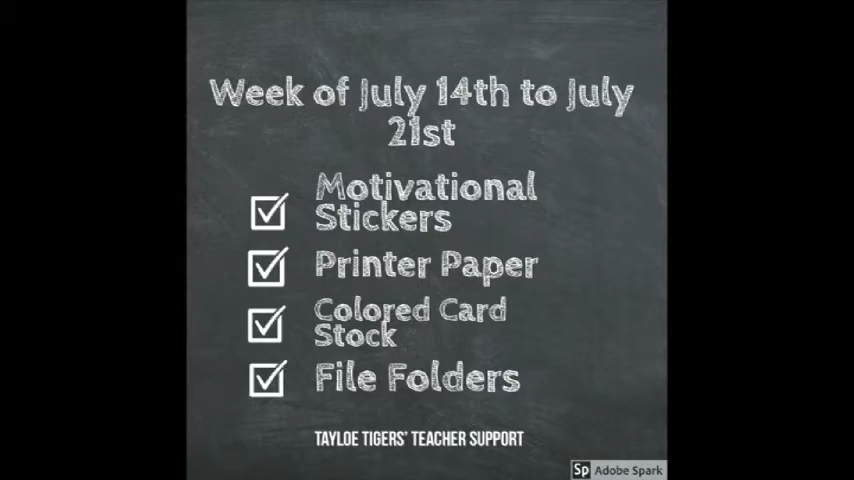 Week of July 14th to July
21st
Motivational
Stickers
Printer Paper
Colored Card
Stock
File Folders
TAYLOE TIGERS' TEACHER SUPPORT
Sp Adobe Spark